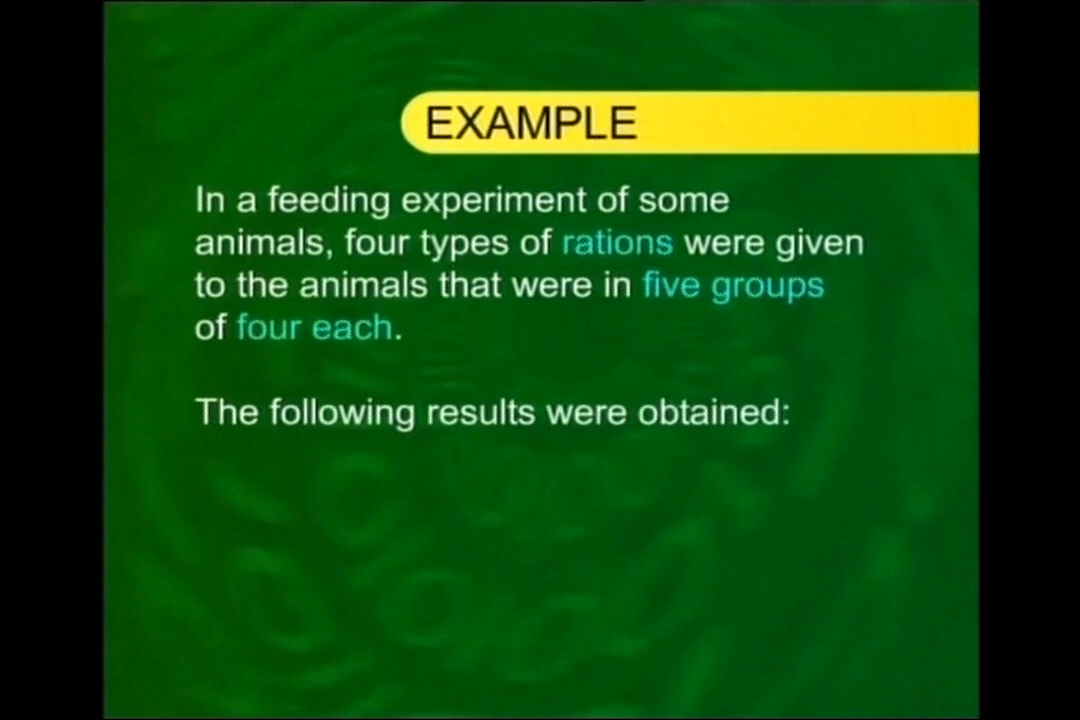 EXAMPLE
In a feeding experiment of some
animals, four types of rations were given
to the animals that were in five groups
of four each.
The following results were obtained: